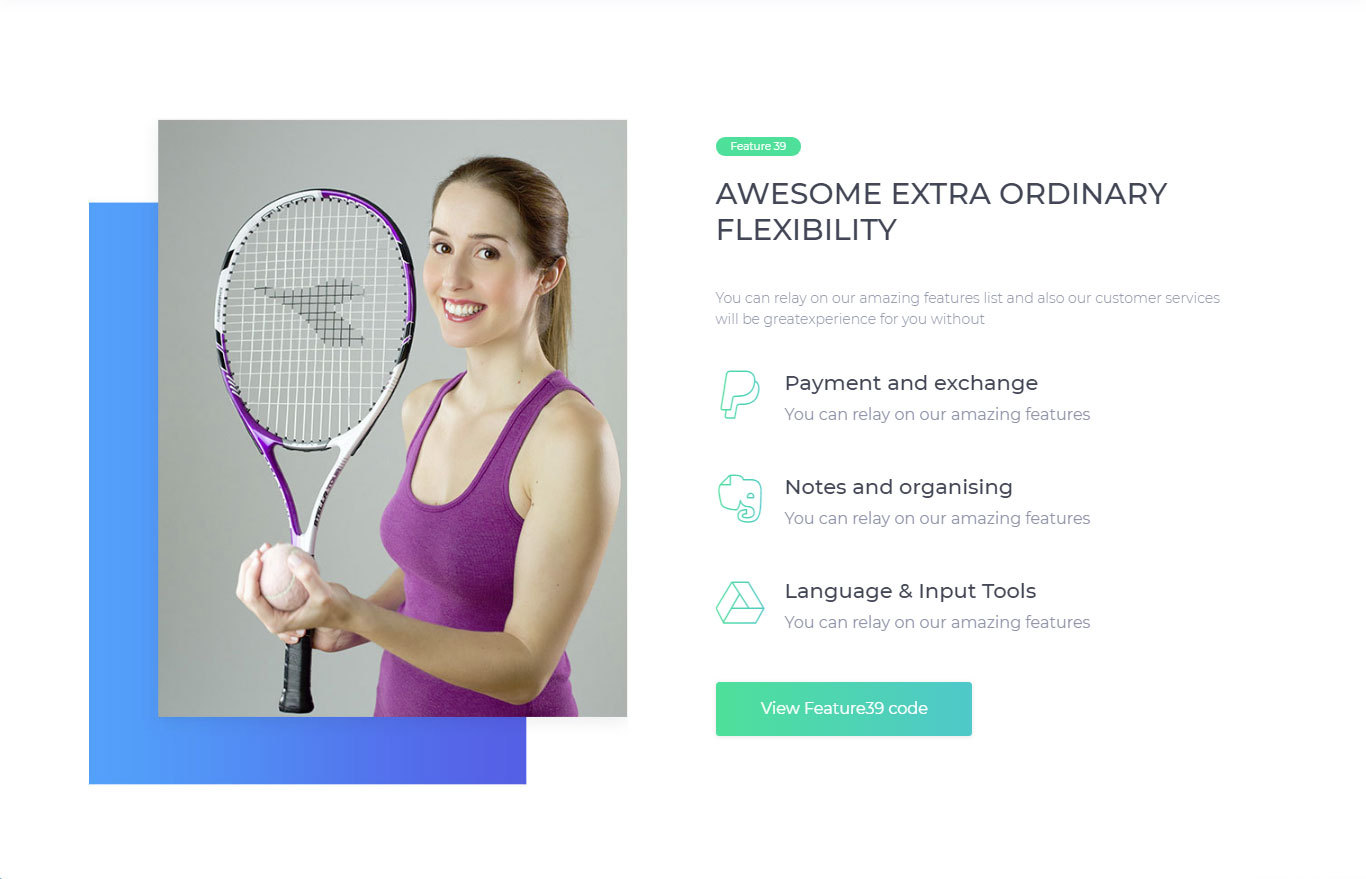 Feature 39
AWESOME EXTRA ORDINARY
FLEXIBILITY
You can relay on our amazing features list and also our customer services
will be greatexperience for you without
Payment and exchange
You can relay on our amazing features
Notes and organising
You can relay on our amazing features
Language & Input Tools
You can relay on our amazing features
View Feature39 code